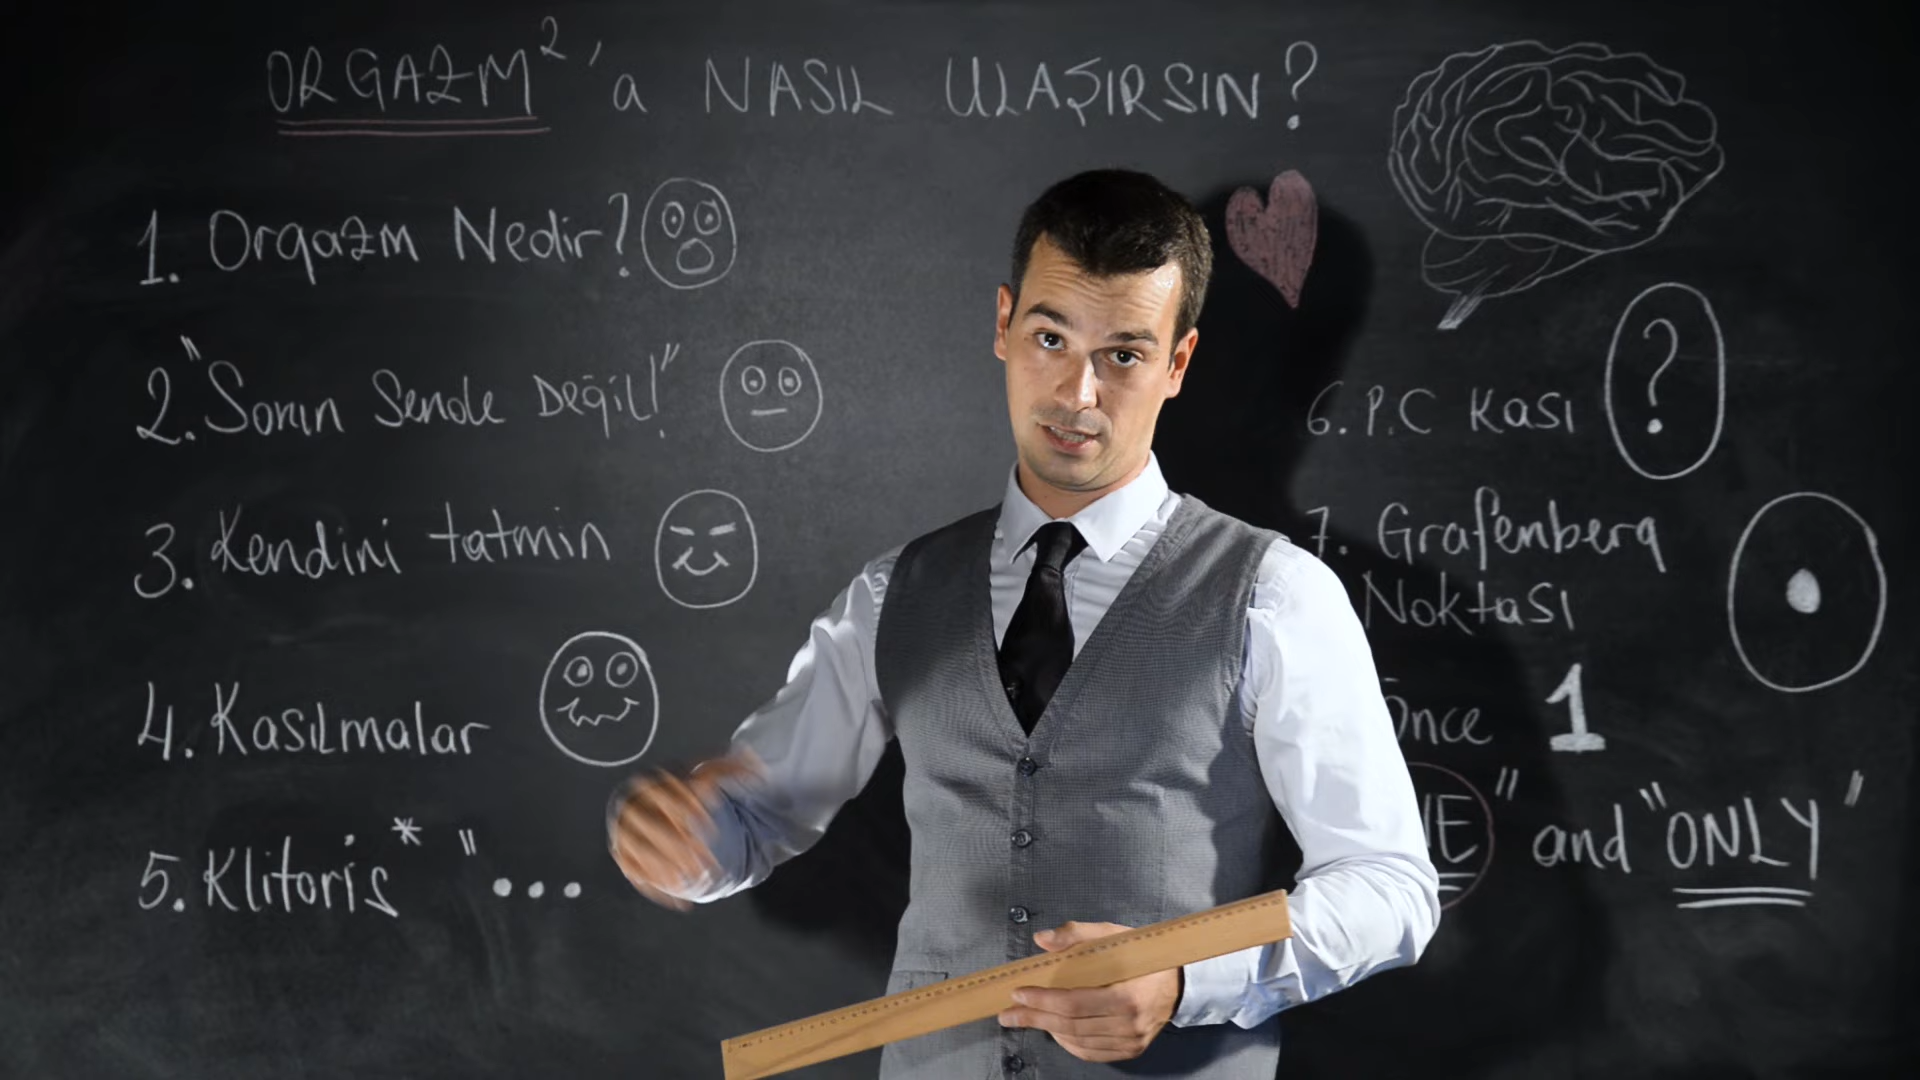 ORGAZM²'a NASIL ULAŞIRSIN?
1. Orgazm Nedir?
2. "Sorun Sende Değil!"
3. Kendini tatmin
4. Kasılmalar
5. Klitoris* "...
6. P.C Kası
?
7. Grafenberg
Noktası
Önce 1
" and "ONLY"